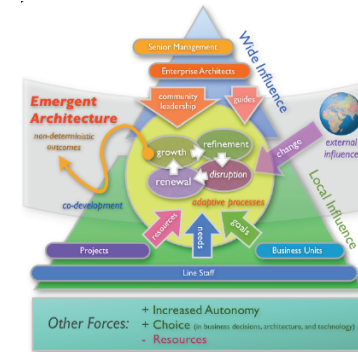 Senior Management
Wide Influence
Enterprise Architects
Emergent
Architecture
community
leadership
guides
non-deterministic
outcomes
refinement
growth
change
external
influence
disruption
renewal
co-development
adaptive processes
Local Influence
resources
needs
goals
Projects
Business Units
Line Staff
Other Forces:
+ Increased Autonomy
+ Choice (in business decisions, architecture, and technology)
- Resources